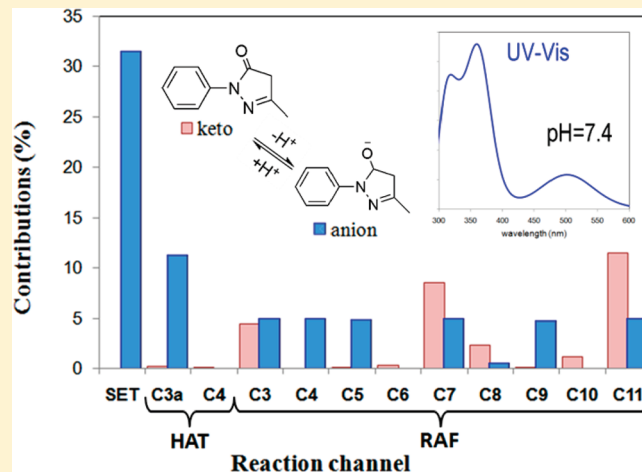 Contributions (%)
35
30
25
20
15
10
5
0
O
N
N
keto
-H⁺
+H⁺
O⁻
N
N
anion
UV-Vis
pH=7.4
300 350 400 450 500 550 600
wavelength (nm)
SET C3a C4 C3 C4 C5 C6 C7 C8 C9 C10 C11
HAT RAF
Reaction channel